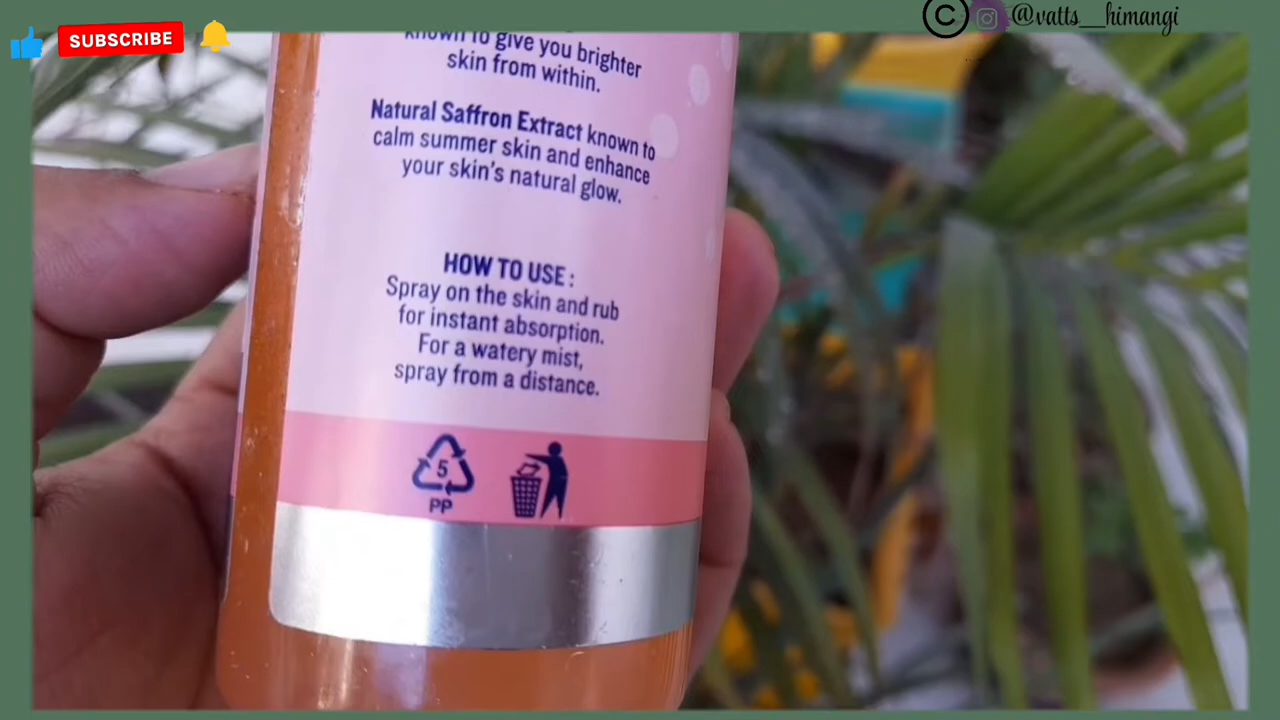 SUBSCRIBE
C @vatts__himangi
known to give you brighter
skin from within.
Natural Saffron Extract known to
calm summer skin and enhance
your skin's natural glow.
HOW TO USE :
Spray on the skin and rub
for instant absorption.
For a watery mist,
spray from a distance.
5
PP